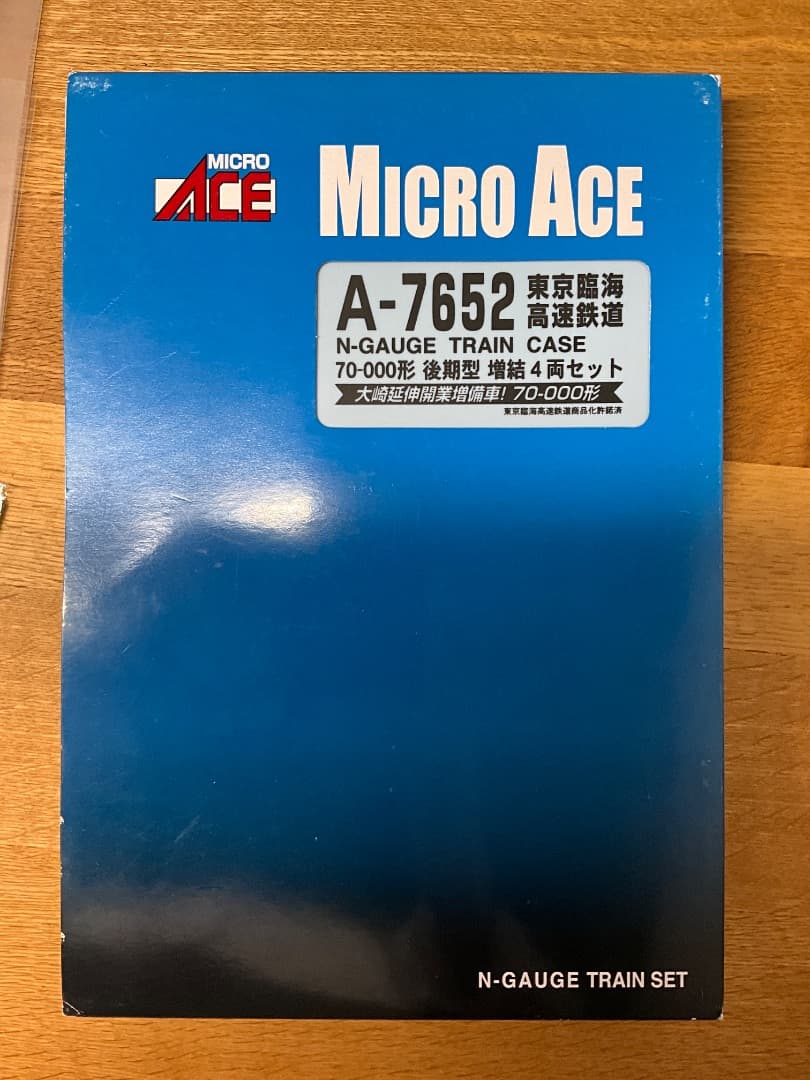 MICRO
ACE
MICRO ACE
A-7652 東京臨海
高速鉄道
N-GAUGE TRAIN CASE
70-000形 後期型 増結4両セット
大崎延伸開業増備車! 70-000形
東京臨海高速鉄道商品化許諾済
N-GAUGE TRAIN SET